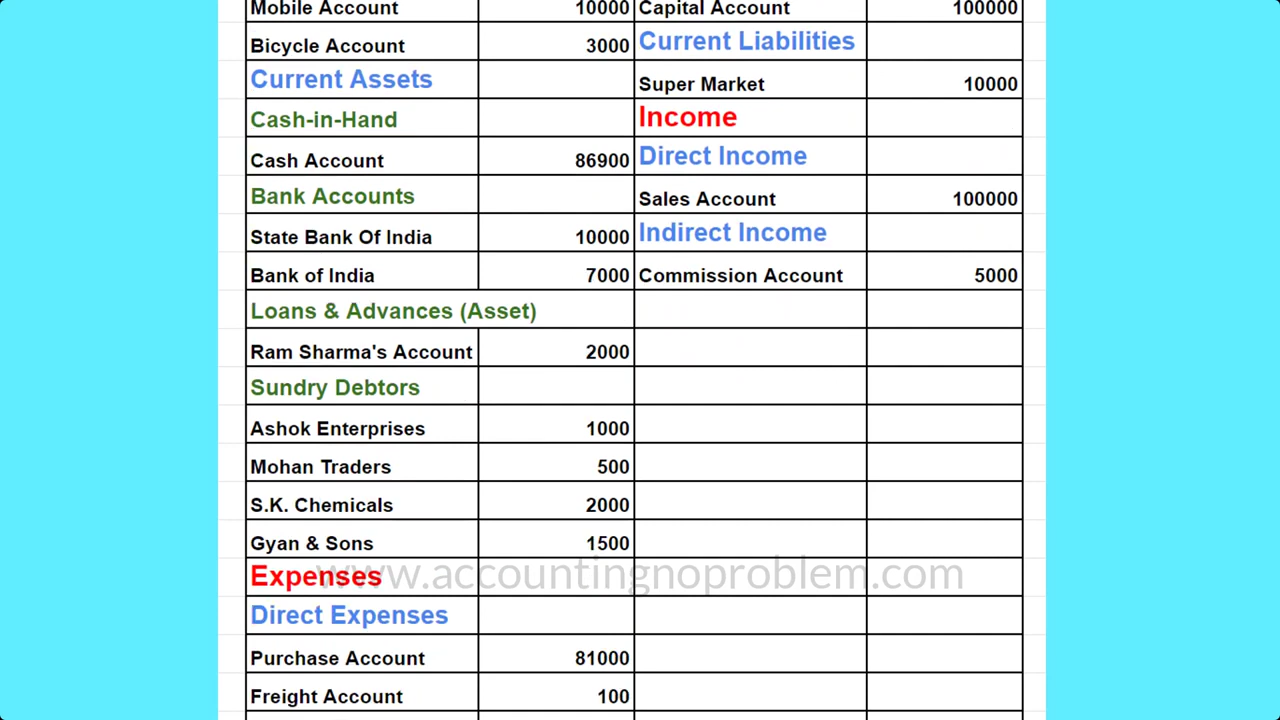 Mobile Account 10000 Capital Account 100000
Bicycle Account 3000 Current Liabilities
Current Assets Super Market 10000
Cash-in-Hand Income
Cash Account 86900 Direct Income
Bank Accounts Sales Account 100000
State Bank Of India 10000 Indirect Income
Bank of India 7000 Commission Account 5000
Loans & Advances (Asset)
Ram Sharma's Account 2000
Sundry Debtors
Ashok Enterprises 1000
Mohan Traders 500
S.K. Chemicals 2000
Gyan & Sons 1500
Expenses
www.accountingnoproblem.com
Direct Expenses
Purchase Account 81000
Freight Account 100